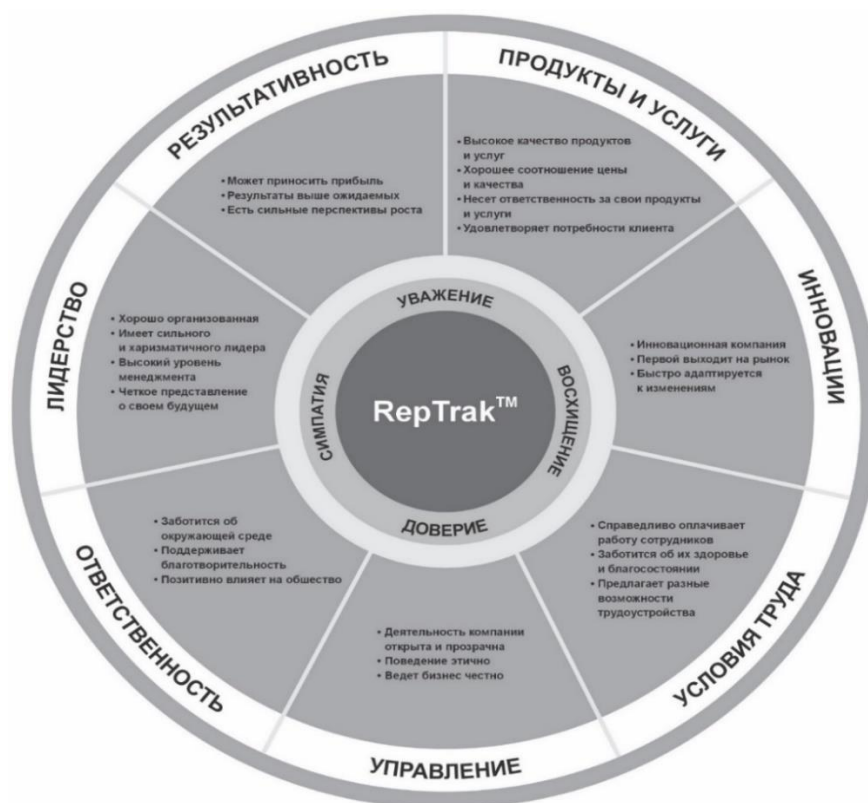 РЕЗУЛЬТАТИВНОСТЬ
• Может приносить прибыль
• Результаты выше ожидаемых
• Есть сильные перспективы роста
ПРОДУКТЫ И УСЛУГИ
• Высокое качество продуктов
и услуг
• Хорошее соотношение цены
и качества
• Несет ответственность за свои продукты
и услуги
• Удовлетворяет потребности клиента
ИННОВАЦИИ
• Инновационная компания
• Первой выходит на рынок
• Быстро адаптируется
к изменениям
УСЛОВИЯ ТРУДА
• Справедливо оплачивает
работу сотрудников
• Заботится об их здоровье
и благосостоянии
• Предлагает разные
возможности
трудоустройства
УПРАВЛЕНИЕ
• Деятельность компании
открыта и прозрачна
• Поведение этично
• Ведет бизнес честно
ОТВЕТСТВЕННОСТЬ
• Заботится об
окружающей среде
• Поддерживает
благотворительность
• Позитивно влияет на общество
ЛИДЕРСТВО
• Хорошо организованная
• Имеет сильного
и харизматичного лидера
• Высокий уровень
менеджмента
• Четкое представление
о своем будущем
УВАЖЕНИЕ
ВОСХИЩЕНИЕ
ДОВЕРИЕ
СИМПАТИЯ
RepTrak™